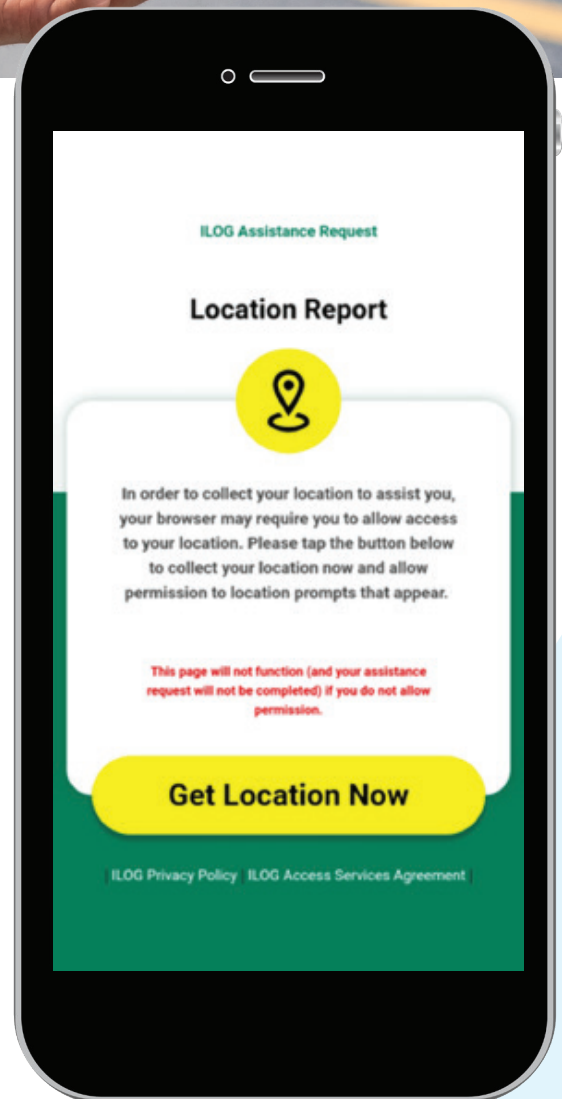 ILOG Assistance Request
Location Report
In order to collect your location to assist you,
your browser may require you to allow access
to your location. Please tap the button below
to collect your location now and allow
permission to location prompts that appear.
This page will not function (and your assistance
request will not be completed) if you do not allow
permission.
Get Location Now
| ILOG Privacy Policy | ILOG Access Services Agreement |